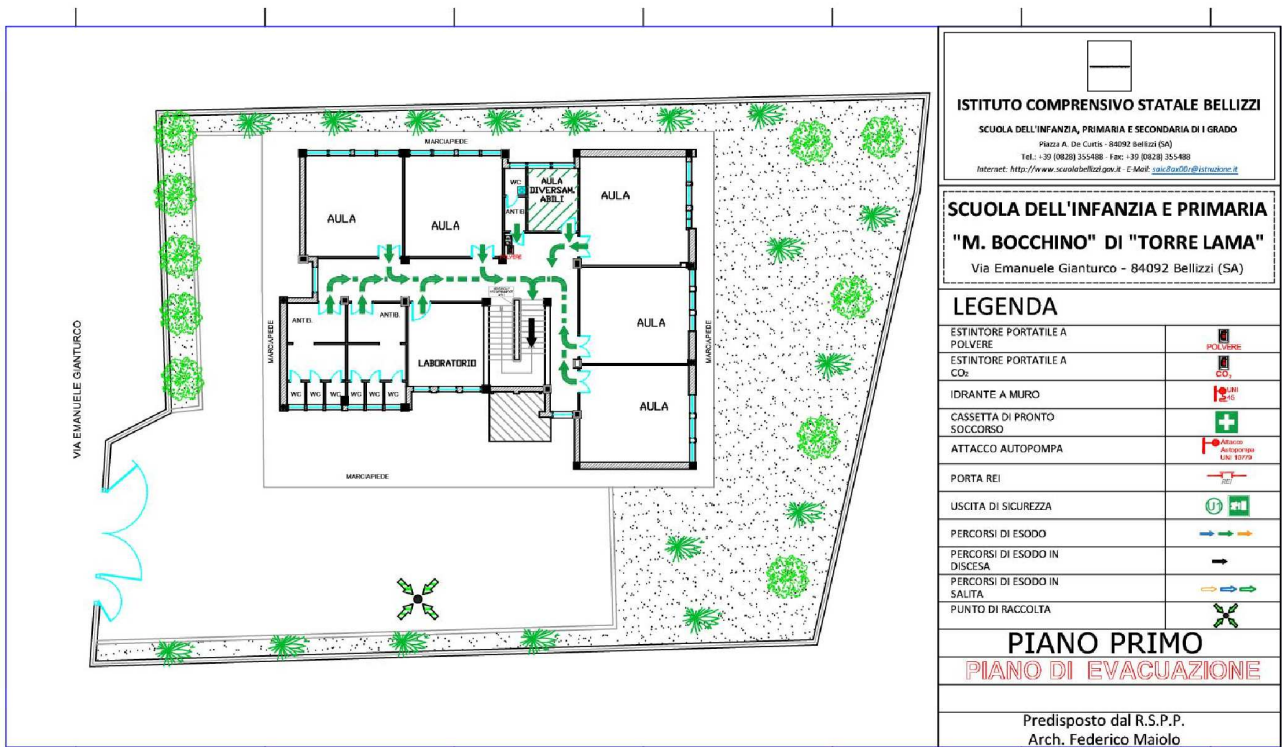 VIA EMANUELE GIANTURCO
MARCIAPIEDE
AULA
AULA
WC
ANTIB.
AULA
DIVERSAM.
ABILI
AULA
POLVERE
ANTIB.
ANTIB.
LABORATORIO
AULA
AULA
WC
WC
WC
WC
WC
WC
MARCIAPIEDE
MARCIAPIEDE
MARCIAPIEDE
ISTITUTO COMPRENSIVO STATALE BELLIZZI
SCUOLA DELL'INFANZIA, PRIMARIA E SECONDARIA DI I GRADO
Piazza A. De Curtis - 84092 Bellizzi (SA)
Tel.: +39 (0828) 355488 - Fax: +39 (0828) 355488
Internet: http://www.scuolabellizzi.gov.it - E-Mail: saic8ax00r@istruzione.it
SCUOLA DELL'INFANZIA E PRIMARIA
"M. BOCCHINO" DI "TORRE LAMA"
Via Emanuele Gianturco - 84092 Bellizzi (SA)
LEGENDA
ESTINTORE PORTATILE A
POLVERE
POLVERE
ESTINTORE PORTATILE A
CO₂
CO₂
IDRANTE A MURO
UNI
45
CASSETTA DI PRONTO
SOCCORSO
ATTACCO AUTOPOMPA
Attacco
Autopompa
UNI 10779
PORTA REI
REI
USCITA DI SICUREZZA
U1
PERCORSI DI ESODO
PERCORSI DI ESODO IN
DISCESA
PERCORSI DI ESODO IN
SALITA
PUNTO DI RACCOLTA
PIANO PRIMO
PIANO DI EVACUAZIONE
Predisposto dal R.S.P.P.
Arch. Federico Maiolo